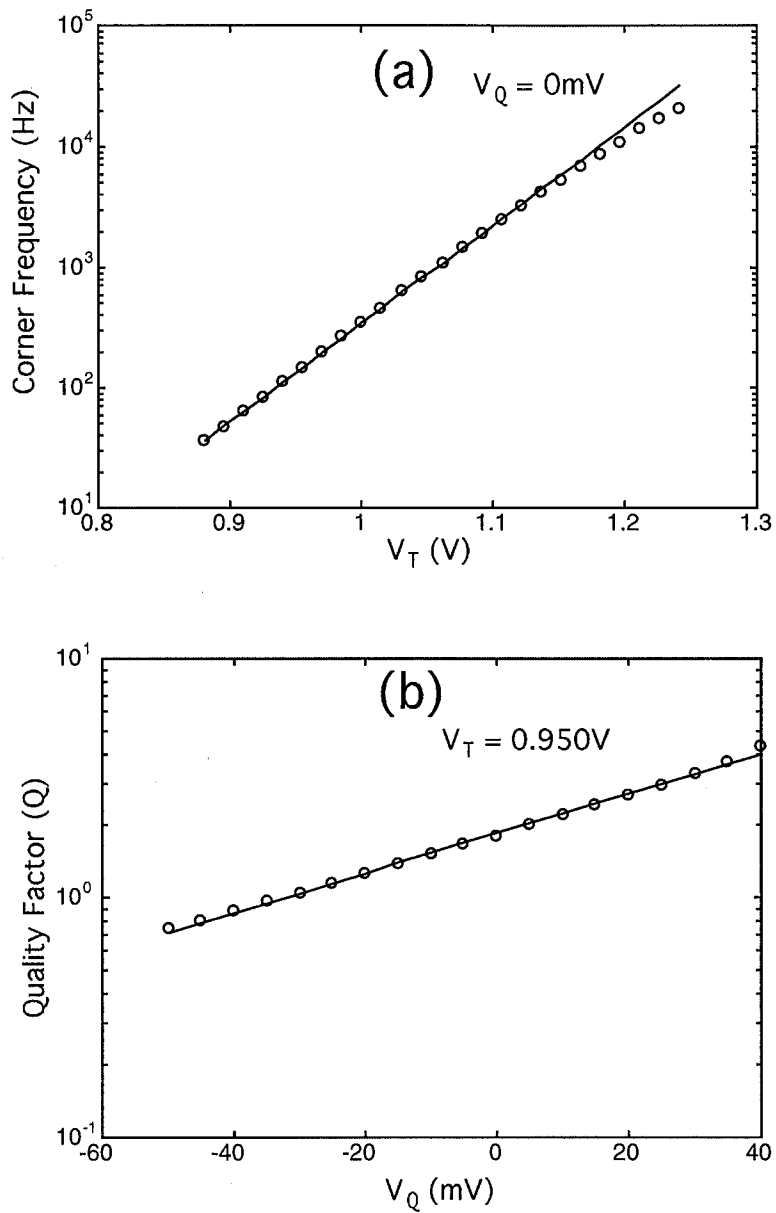 (a)
V_Q = 0mV
Corner Frequency (Hz)
10^5
10^4
10^3
10^2
10^1
0.8 0.9 1 1.1 1.2 1.3
V_T (V)
(b)
V_T = 0.950V
Quality Factor (Q)
10^1
10^0
10^-1
-60 -40 -20 0 20 40
V_Q (mV)